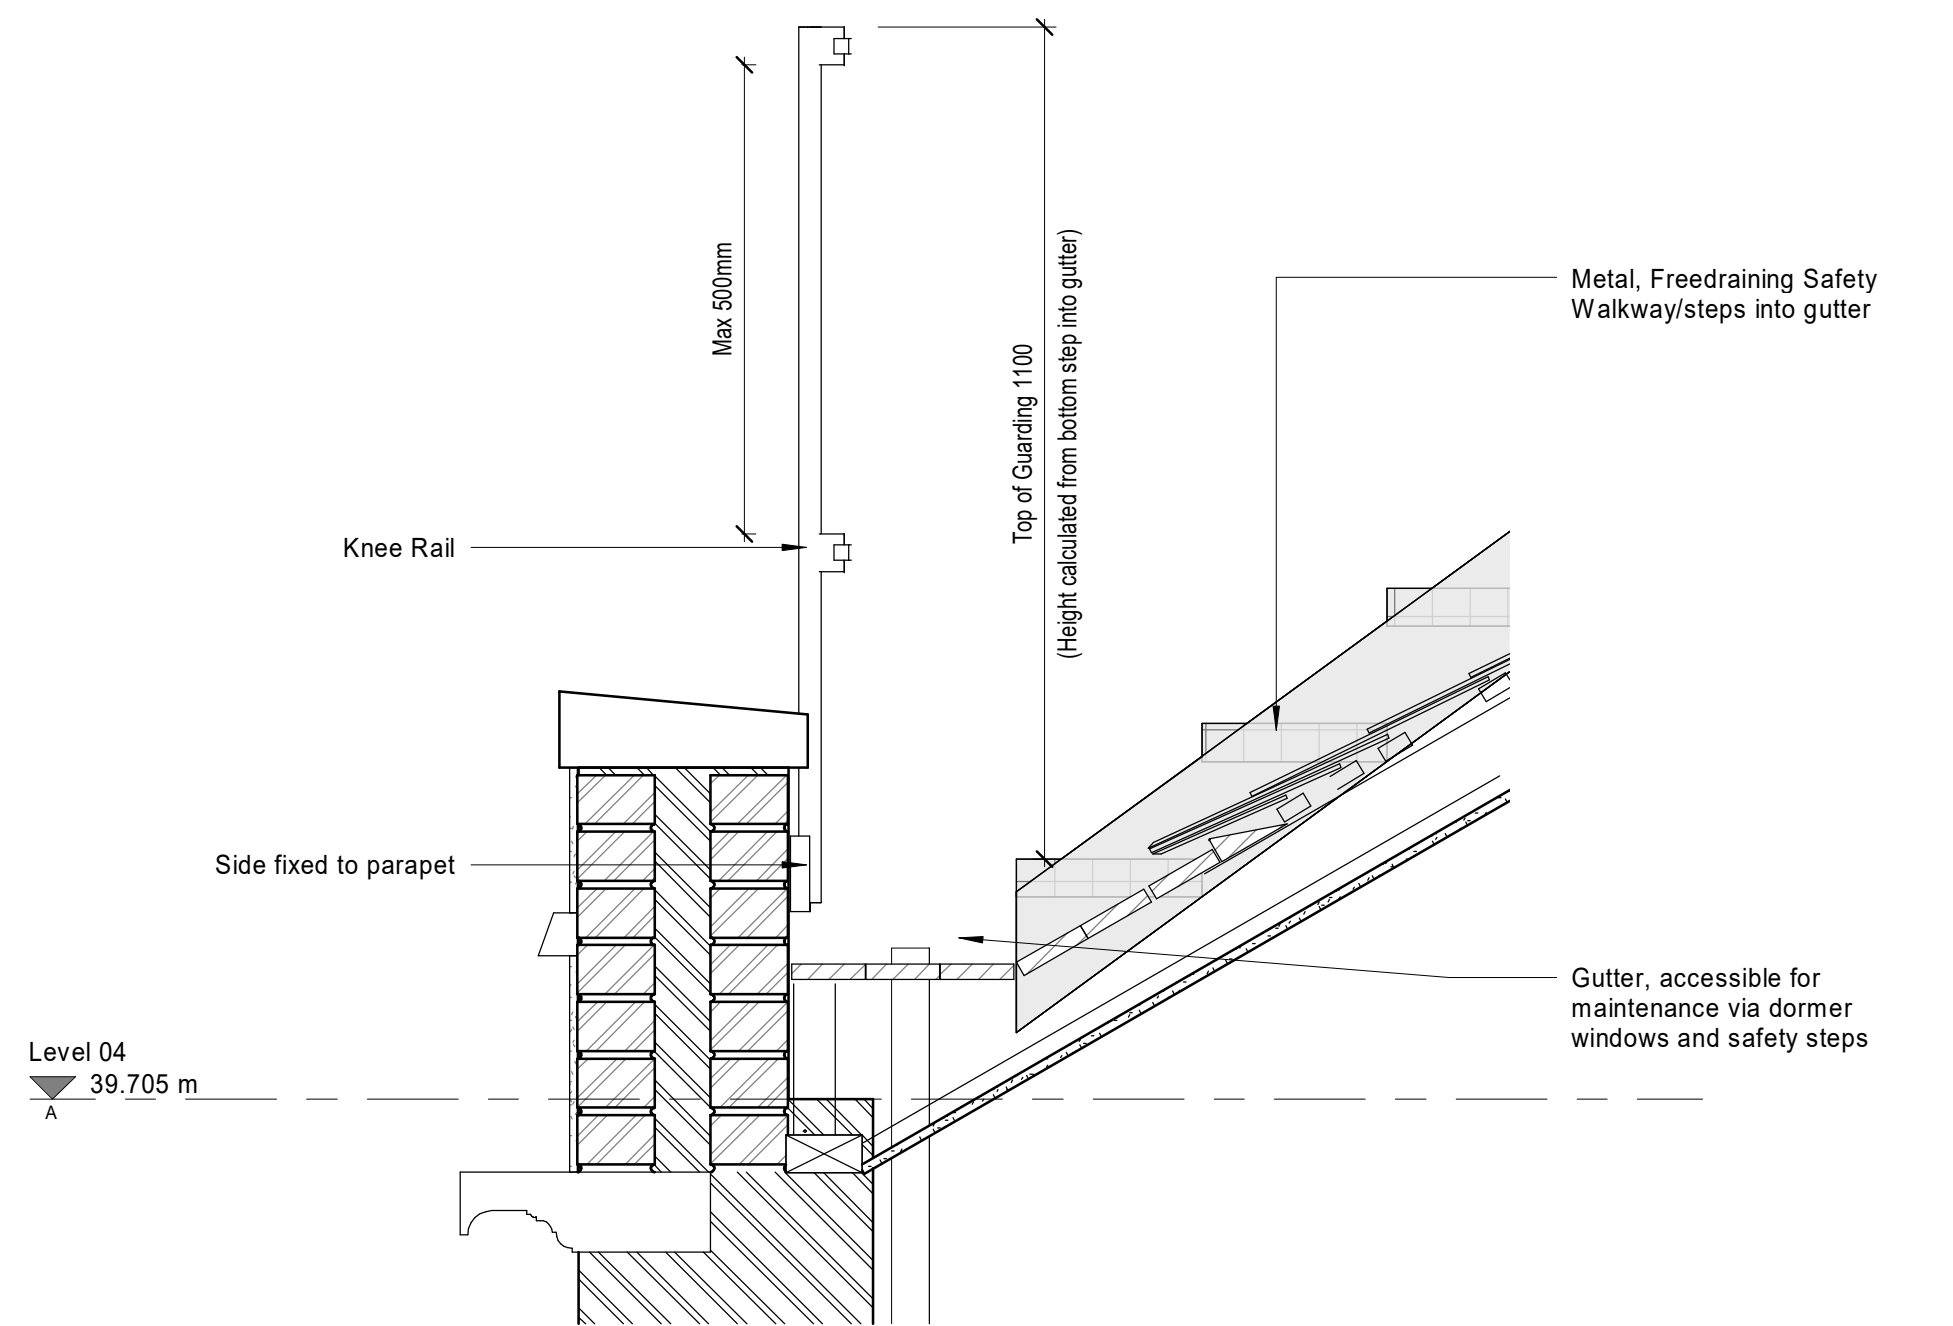 Max 500mm
Top of Guarding 1100
(Height calculated from bottom step into gutter)
Metal, Freedraining Safety
Walkway/steps into gutter
Knee Rail
Side fixed to parapet
Gutter, accessible for
maintenance via dormer
windows and safety steps
Level 04
39.705 m
A